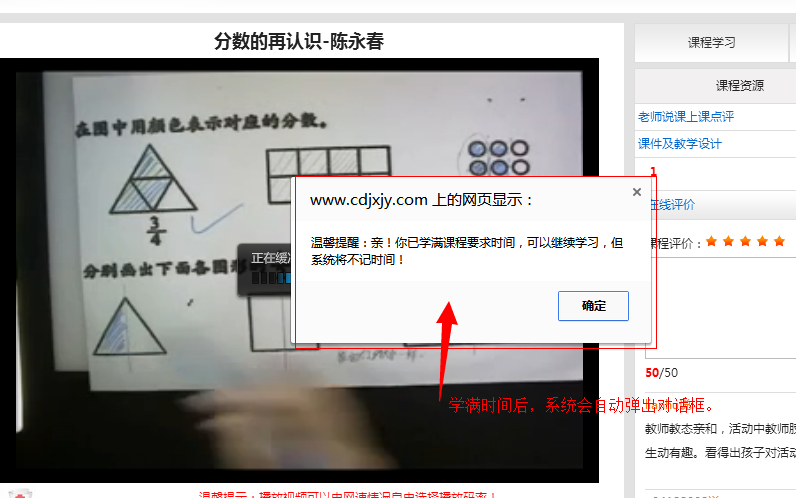 分数的再认识-陈永春
课程学习
课程资源
老师说课上课点评
课件及教学设计
1
在线评价
课程评价：
在图中用颜色表示对应的分数。
3
4
www.cdjxjy.com 上的网页显示：
温馨提醒：亲！你已学满课程要求时间，可以继续学习，但
系统将不记时间！
确定
正在缓冲
分别画出下面各图形的
50/50
学满时间后，系统会自动弹出对话框。
教师教态亲和，活动中教师
生动有趣。看得出孩子对活动
温馨提示：播放视频可以由网速情况自由选择播放码率！